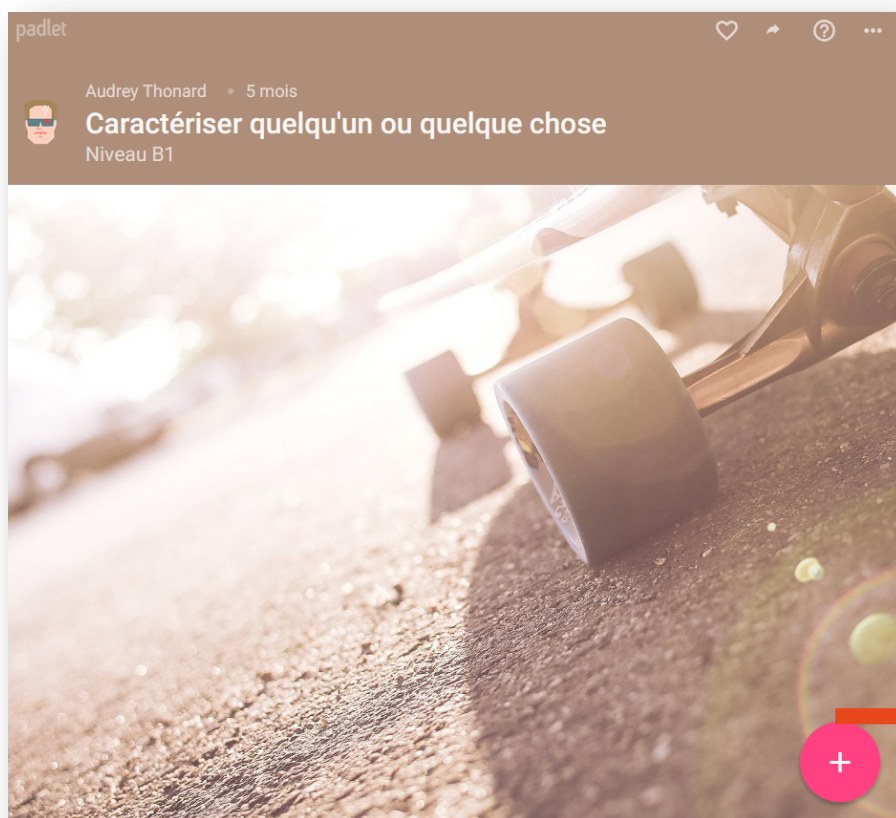 padlet
Audrey Thonard • 5 mois
Caractériser quelqu'un ou quelque chose
Niveau B1